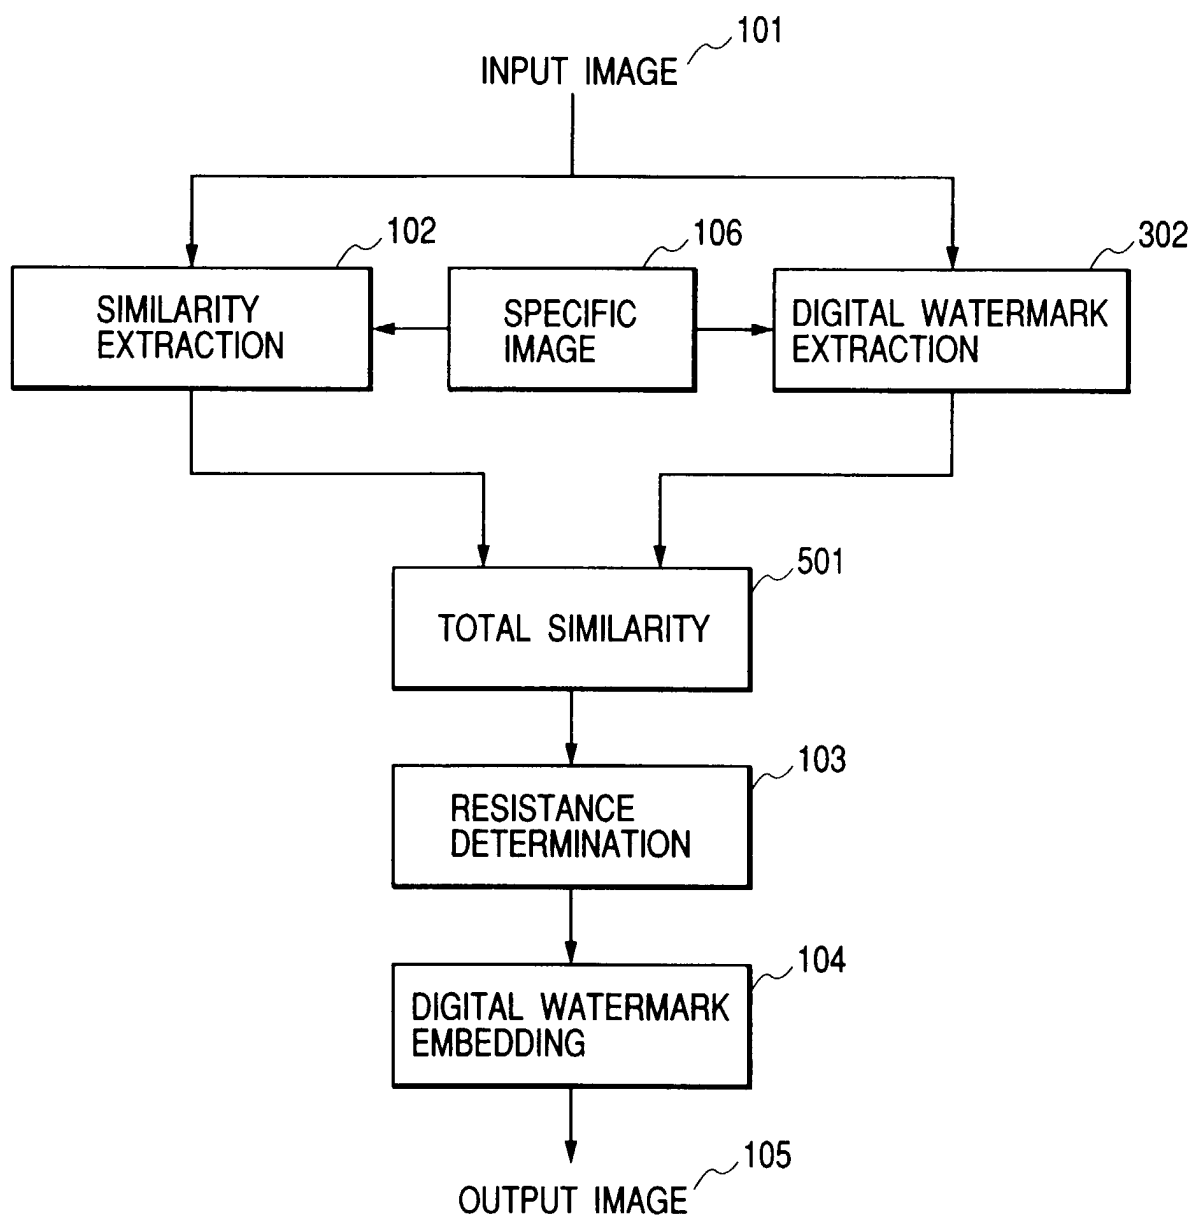 101
INPUT IMAGE
102
106
302
SIMILARITY
EXTRACTION
SPECIFIC
IMAGE
DIGITAL WATERMARK
EXTRACTION
501
TOTAL SIMILARITY
103
RESISTANCE
DETERMINATION
104
DIGITAL WATERMARK
EMBEDDING
105
OUTPUT IMAGE